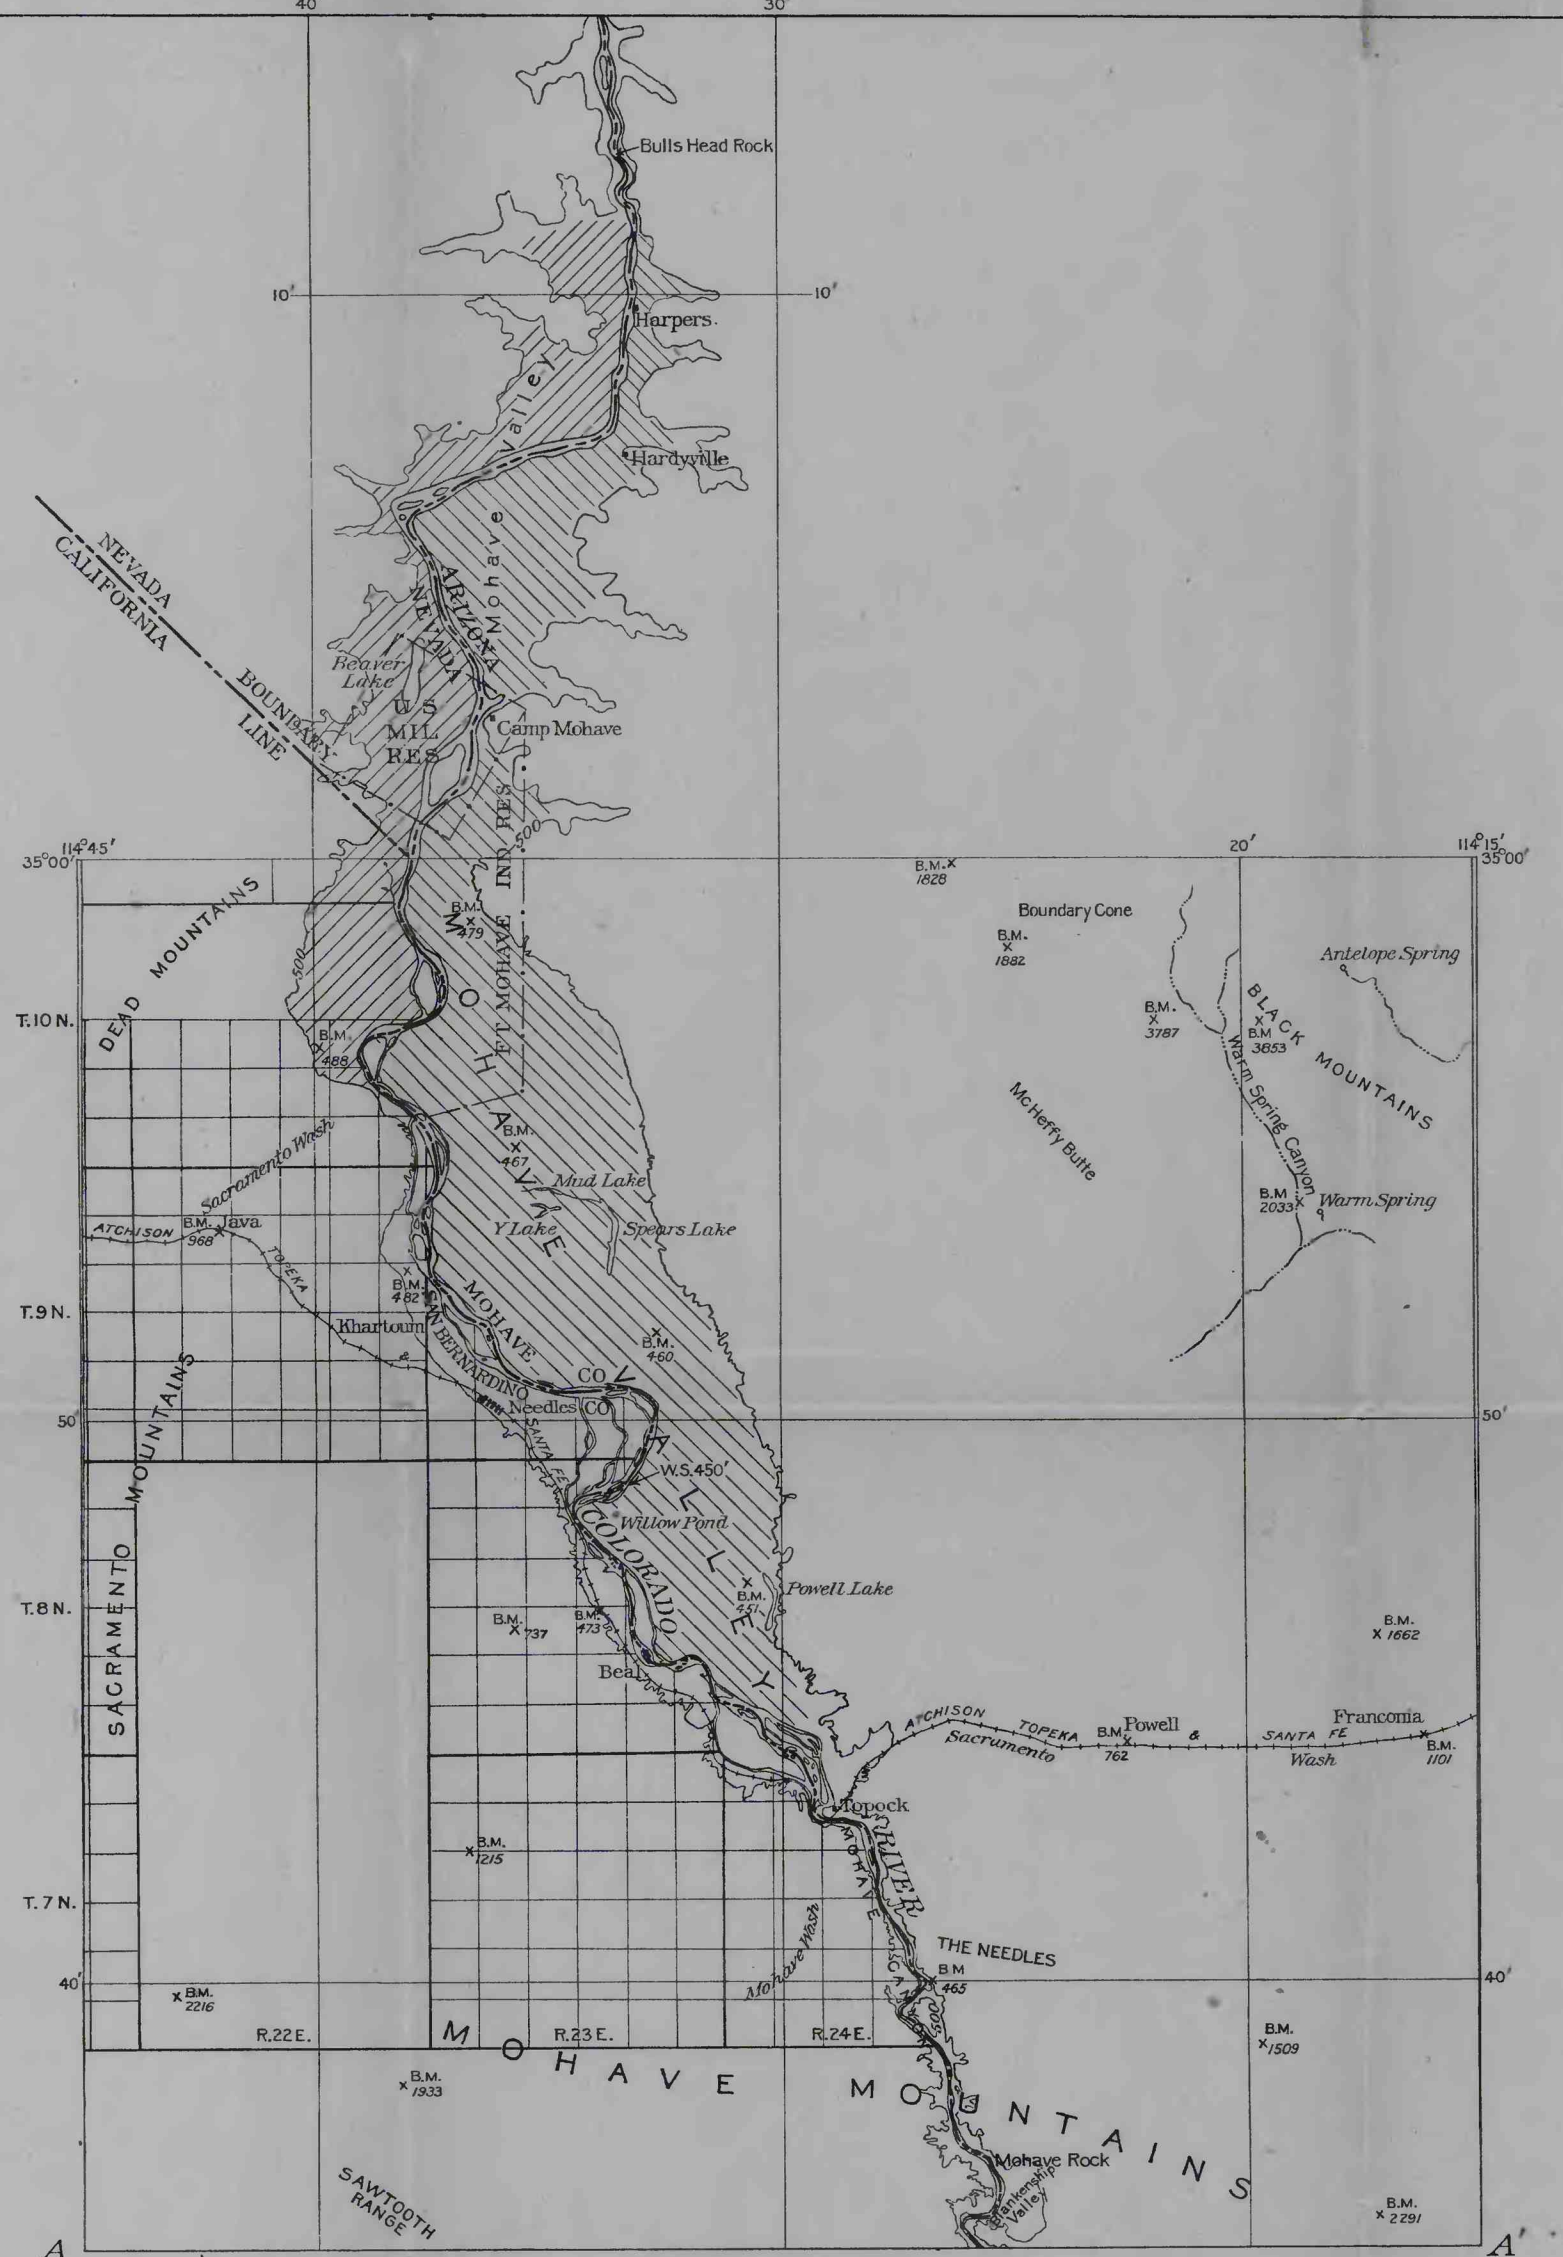 40'
30'
Bulls Head Rock
10'
10'
Harpers.
Valley
Hardyville
Mohave
NEVADA
CALIFORNIA
ARIZONA
NEVADA
Beaver
Lake
BOUNDARY
LINE
U S
MIL
RES
Camp Mohave
FT MOHAVE IND RES
500
114°45'
35°00'
20'
114°15'
35°00'
B.M.
1828
Boundary Cone
DEAD MOUNTAINS
B.M.
479
B.M.
1882
Antelope Spring
500
BLACK MOUNTAINS
T.10 N.
B.M.
488
B.M.
3787
B.M
3853
Warm Spring Canyon
McHeffy Butte
MOHAVE VALLEY
B.M.
467
Sacramento Wash
Mud Lake
B.M
2033
Warm Spring
ATCHISON
B.M.
968
Java
TOPEKA
Y Lake
Spears Lake
B.M.
482
T.9 N.
Khartoum
&
MOHAVE
CO
SAN BERNARDINO
CO
B.M.
460
Needles
50'
50'
SANTA FE
SACRAMENTO MOUNTAINS
W.S.450'
Willow Pond
COLORADO
RIVER
Powell Lake
B.M.
451
T.8 N.
B.M.
737
B.M.
473
B.M.
1662
Beal
ATCHISON
TOPEKA
&
SANTA FE
Sacramento
Wash
B.M
762
Powell
Franconia
B.M.
1101
Topock
B.M.
1215
MOHAVE
CANYON
T.7 N.
Mohave Wash
THE NEEDLES
40'
40'
B M
465
500
B.M.
2216
R.22 E.
R.23 E.
R.24 E.
B.M.
1509
MOHAVE MOUNTAINS
B.M.
1933
Mohave Rock
Blankenship
Valley
SAWTOOTH
RANGE
B.M.
2291
A
A'